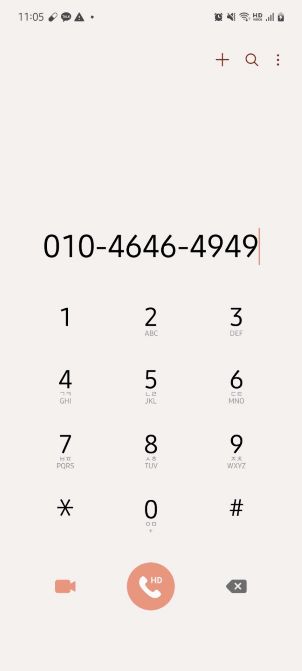 11:05
HD
010-4646-4949
1 2 3
ABC DEF
4 5 6
ㄱㅋ ㄴㄹ ㄷㅌ
GHI JKL MNO
7 8 9
ㅂㅍ ㅅㅎ ㅈㅊ
PQRS TUV WXYZ
* 0 #
ㅇㅁ
+
HD